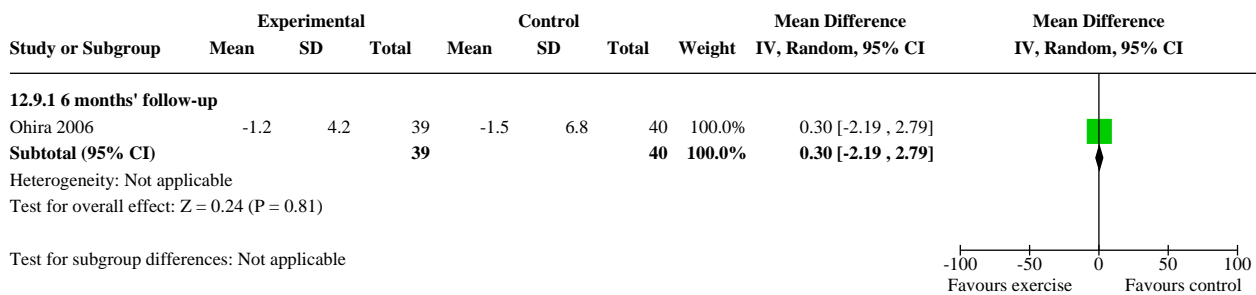 Experimental Control Mean Difference Mean Difference
Study or Subgroup Mean SD Total Mean SD Total Weight IV, Random, 95% CI IV, Random, 95% CI
12.9.1 6 months' follow-up
Ohira 2006 -1.2 4.2 39 -1.5 6.8 40 100.0% 0.30 [-2.19 , 2.79]
Subtotal (95% CI) 39 40 100.0% 0.30 [-2.19 , 2.79]
Heterogeneity: Not applicable
Test for overall effect: Z = 0.24 (P = 0.81)
Test for subgroup differences: Not applicable
-100 -50 0 50 100
Favours exercise Favours control